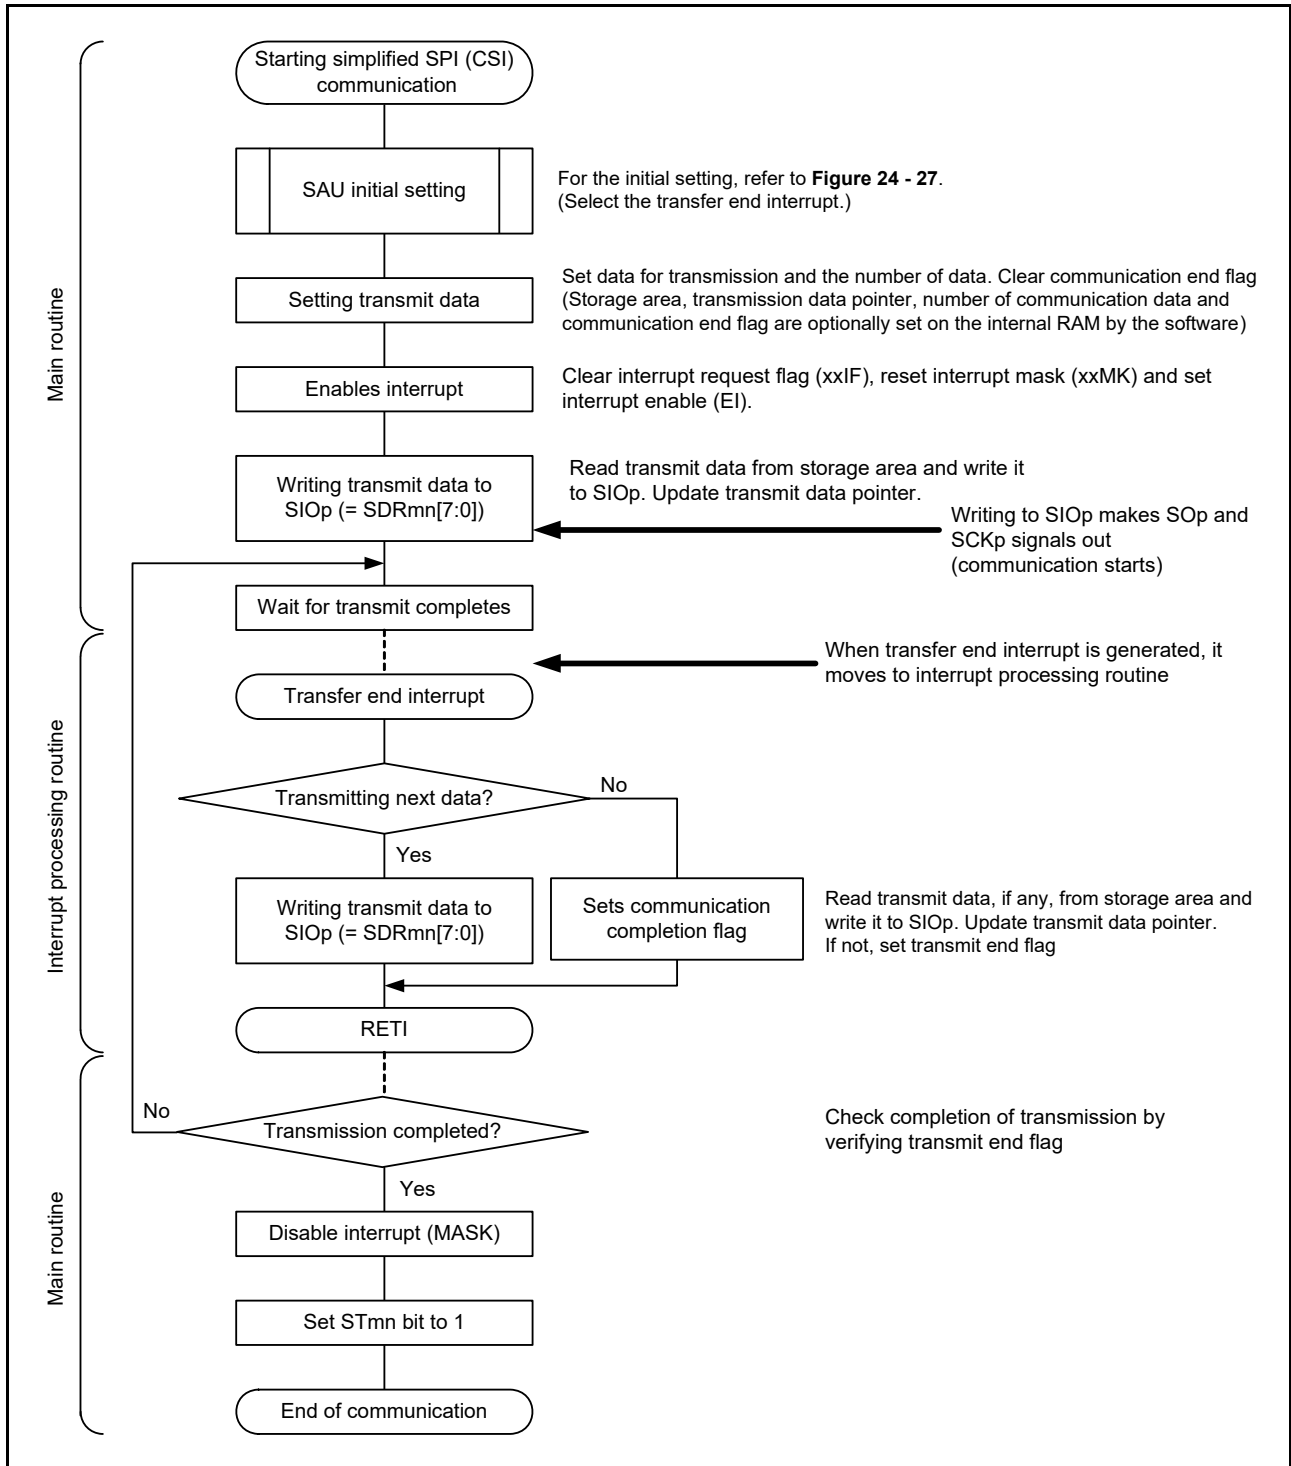 Starting simplified SPI (CSI)
communication
SAU initial setting
For the initial setting, refer to Figure 24 - 27.
(Select the transfer end interrupt.)
Setting transmit data
Set data for transmission and the number of data. Clear communication end flag
(Storage area, transmission data pointer, number of communication data and
communication end flag are optionally set on the internal RAM by the software)
Main routine
Enables interrupt
Clear interrupt request flag (xxIF), reset interrupt mask (xxMK) and set
interrupt enable (EI).
Writing transmit data to
SIOp (= SDRmn[7:0])
Read transmit data from storage area and write it
to SIOp. Update transmit data pointer.
Writing to SIOp makes SOp and
SCKp signals out
(communication starts)
Wait for transmit completes
When transfer end interrupt is generated, it
moves to interrupt processing routine
Transfer end interrupt
Interrupt processing routine
Transmitting next data?
No
Yes
Writing transmit data to
SIOp (= SDRmn[7:0])
Sets communication
completion flag
Read transmit data, if any, from storage area and
write it to SIOp. Update transmit data pointer.
If not, set transmit end flag
RETI
No
Transmission completed?
Check completion of transmission by
verifying transmit end flag
Yes
Main routine
Disable interrupt (MASK)
Set STmn bit to 1
End of communication